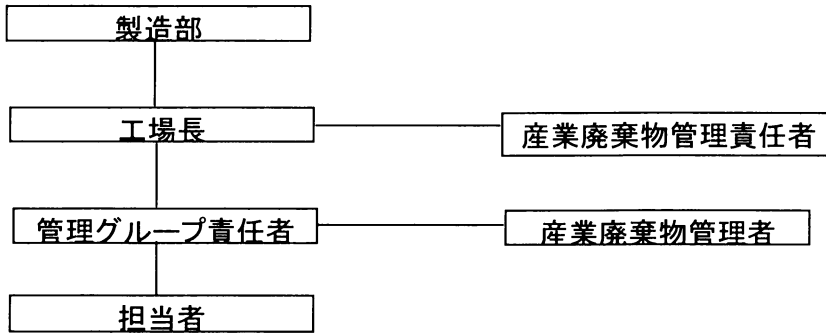 製造部
工場長
産業廃棄物管理責任者
管理グループ責任者
産業廃棄物管理者
担当者